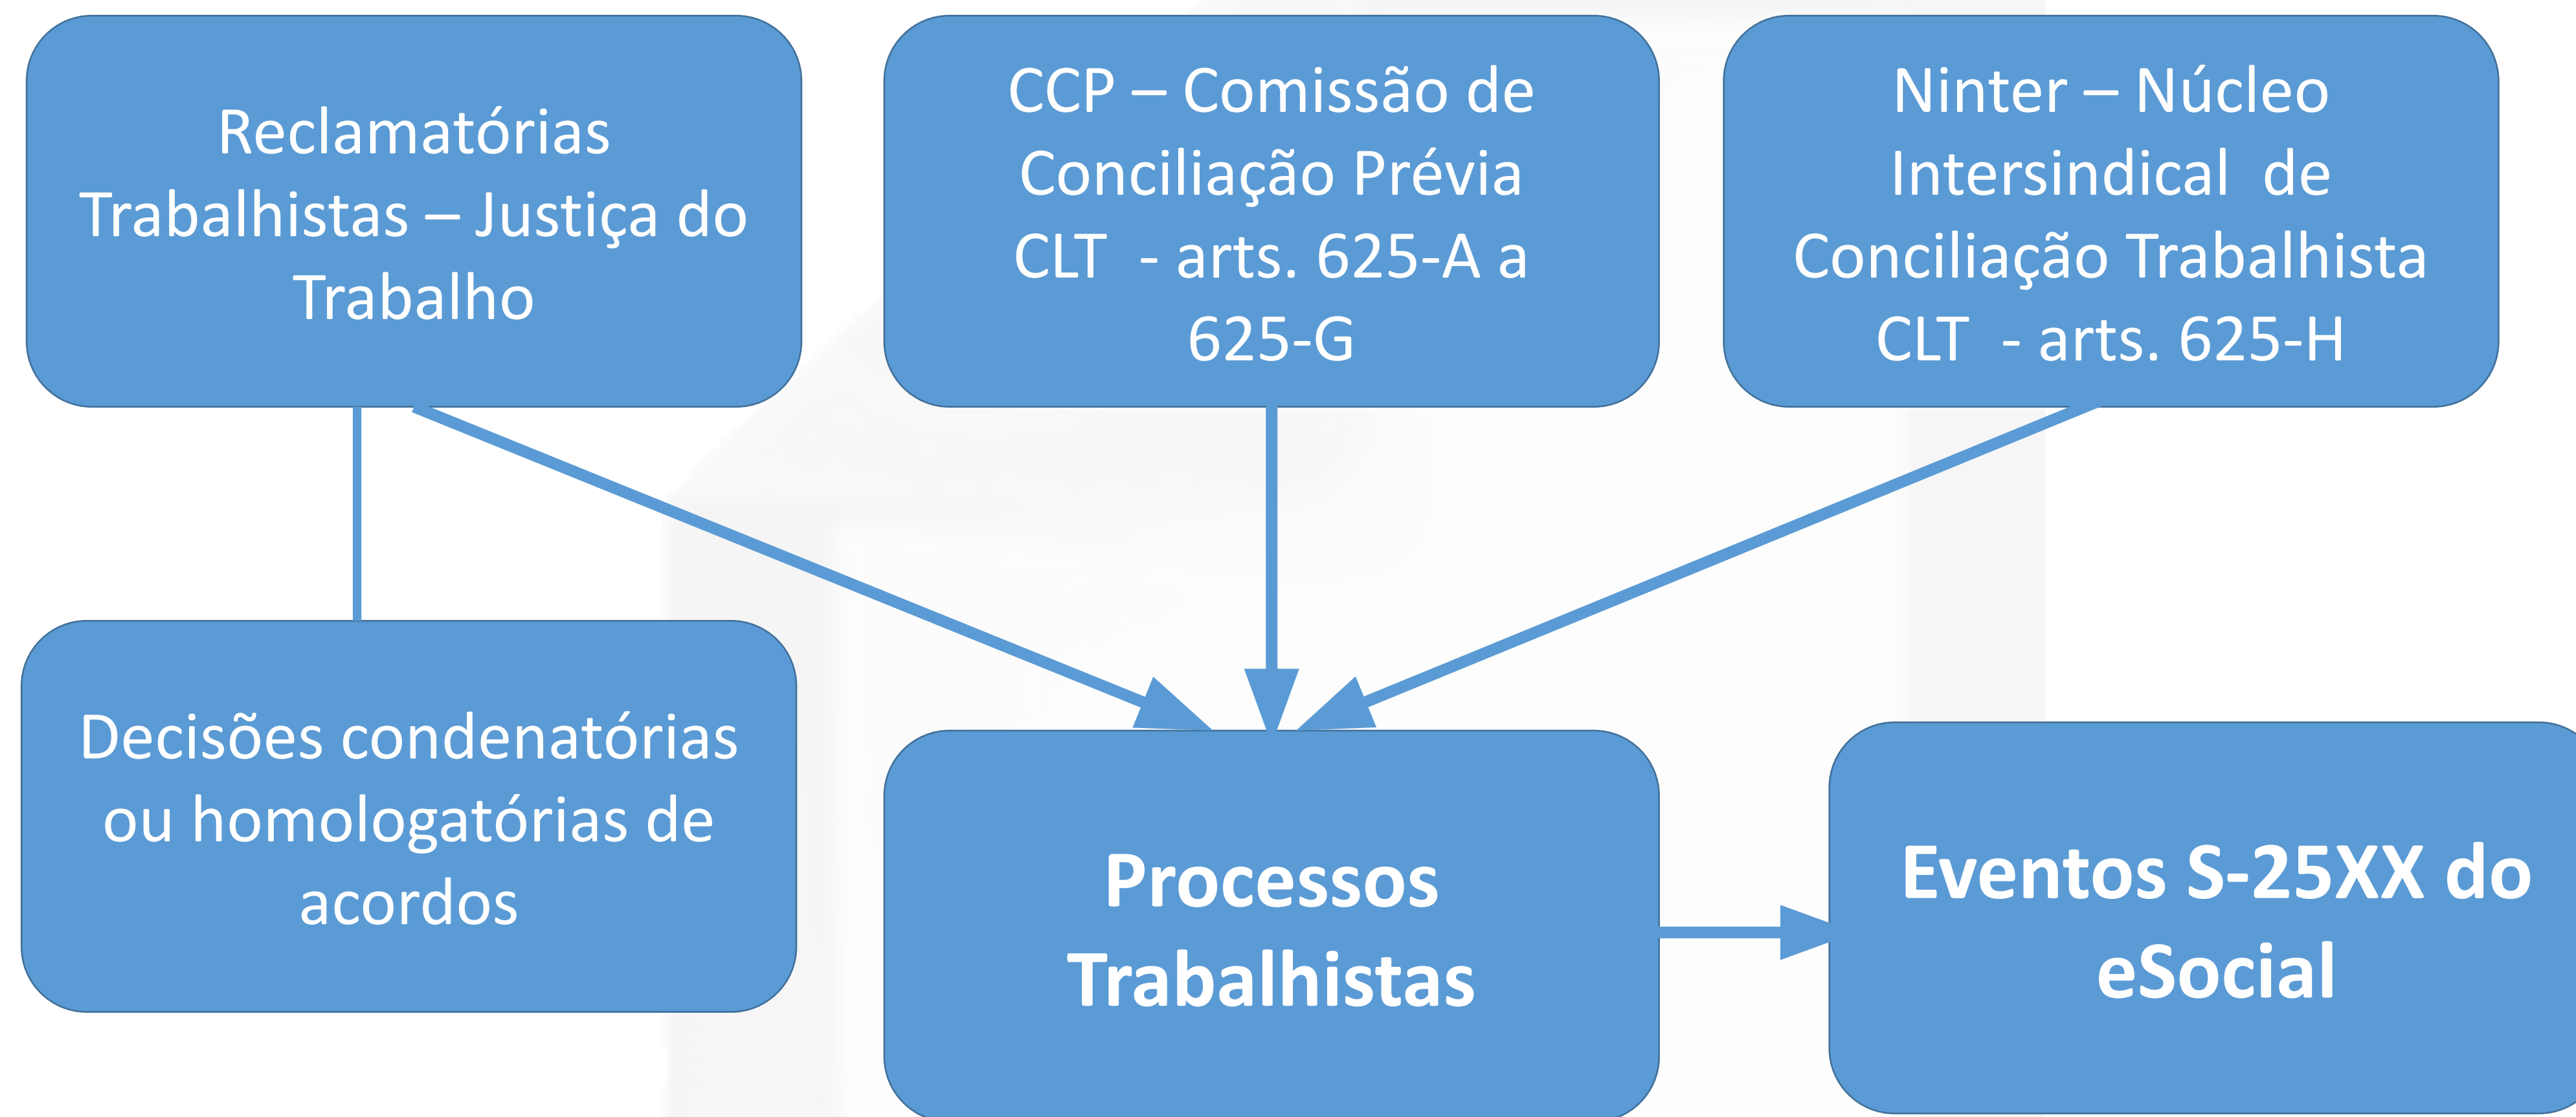 Reclamatórias
Trabalhistas – Justiça do
Trabalho
CCP – Comissão de
Conciliação Prévia
CLT - arts. 625-A a
625-G
Ninter – Núcleo
Intersindical de
Conciliação Trabalhista
CLT - arts. 625-H
Decisões condenatórias
ou homologatórias de
acordos
Processos
Trabalhistas
Eventos S-25XX do
eSocial